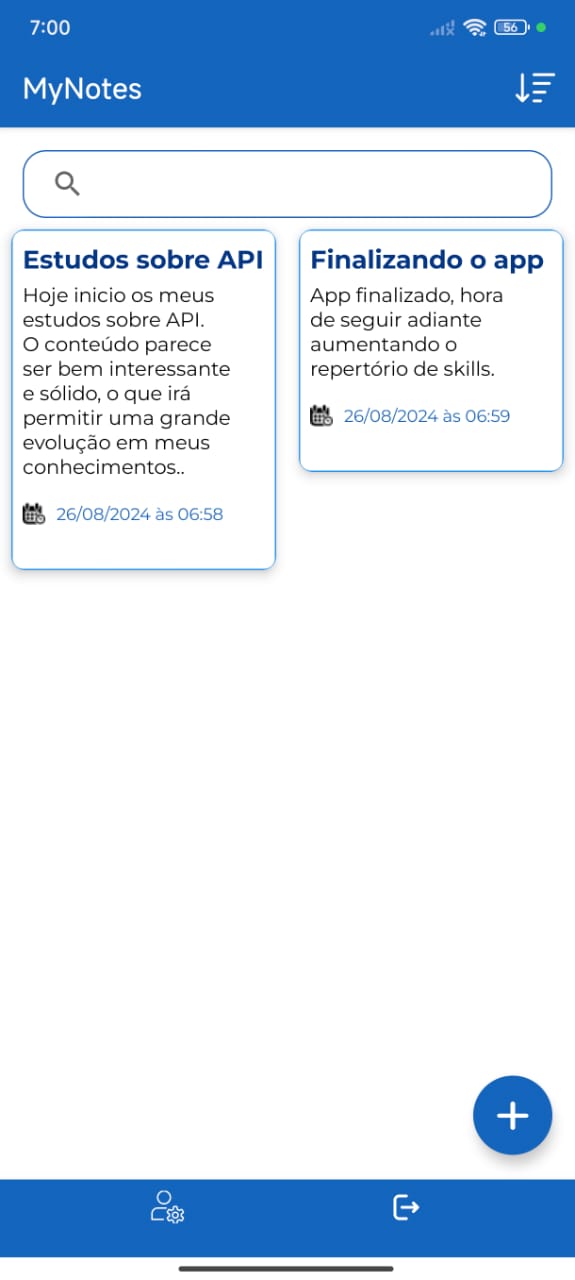 7:00
56
MyNotes
Estudos sobre API
Hoje inicio os meus
estudos sobre API.
O conteúdo parece
ser bem interessante
e sólido, o que irá
permitir uma grande
evolução em meus
conhecimentos..
26/08/2024 às 06:58
Finalizando o app
App finalizado, hora
de seguir adiante
aumentando o
repertório de skills.
26/08/2024 às 06:59